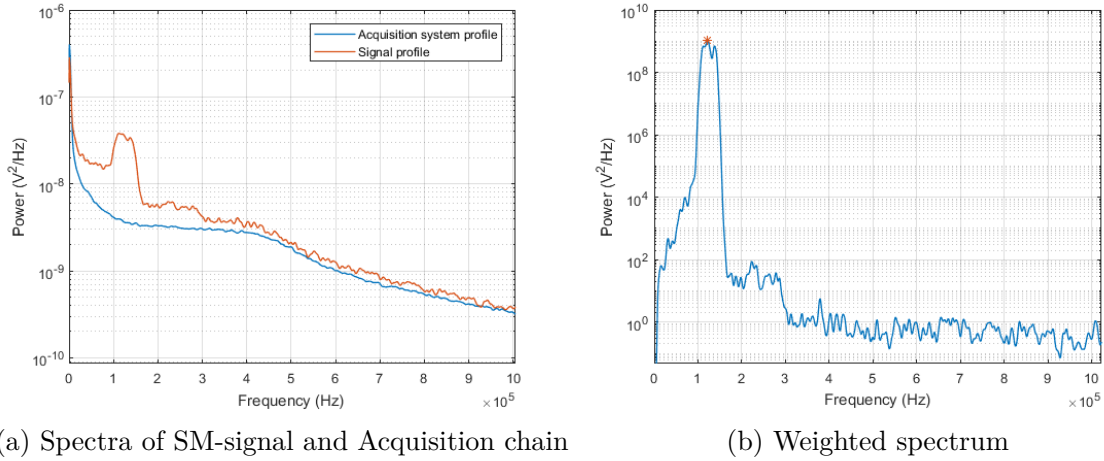 10^-6
10^-7
10^-8
10^-9
10^-10
Power (V^2/Hz)
Acquisition system profile
Signal profile
0 1 2 3 4 5 6 7 8 9 10
Frequency (Hz)
×10^5
10^10
10^8
10^6
10^4
10^2
10^0
Power (V^2/Hz)
0 1 2 3 4 5 6 7 8 9 10
Frequency (Hz)
×10^5
a) Spectra of SM-signal and Acquisition chain
(b) Weighted spectrum